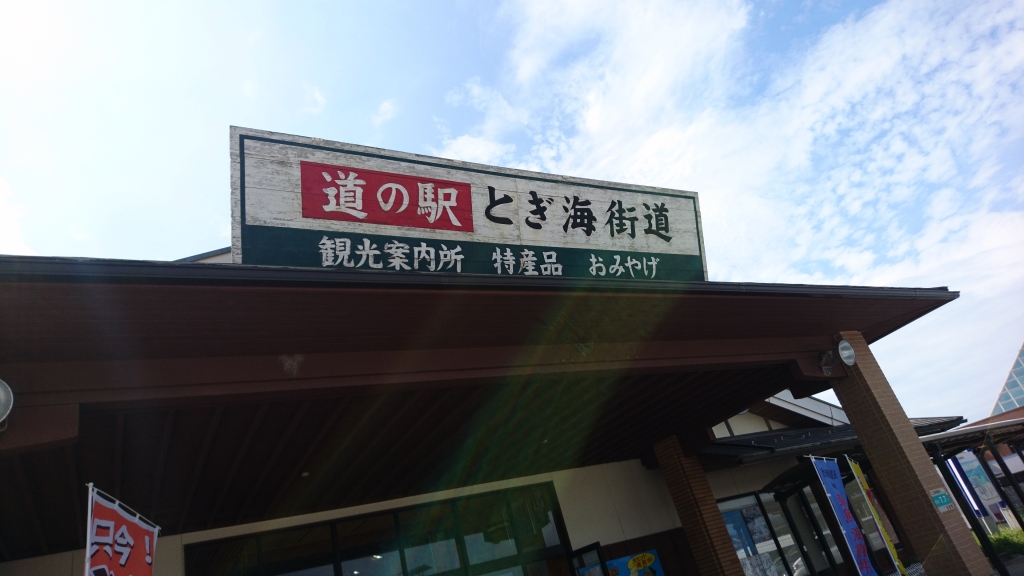 道の駅 とぎ海街道
観光案内所 特産品 おみやげ
只今!